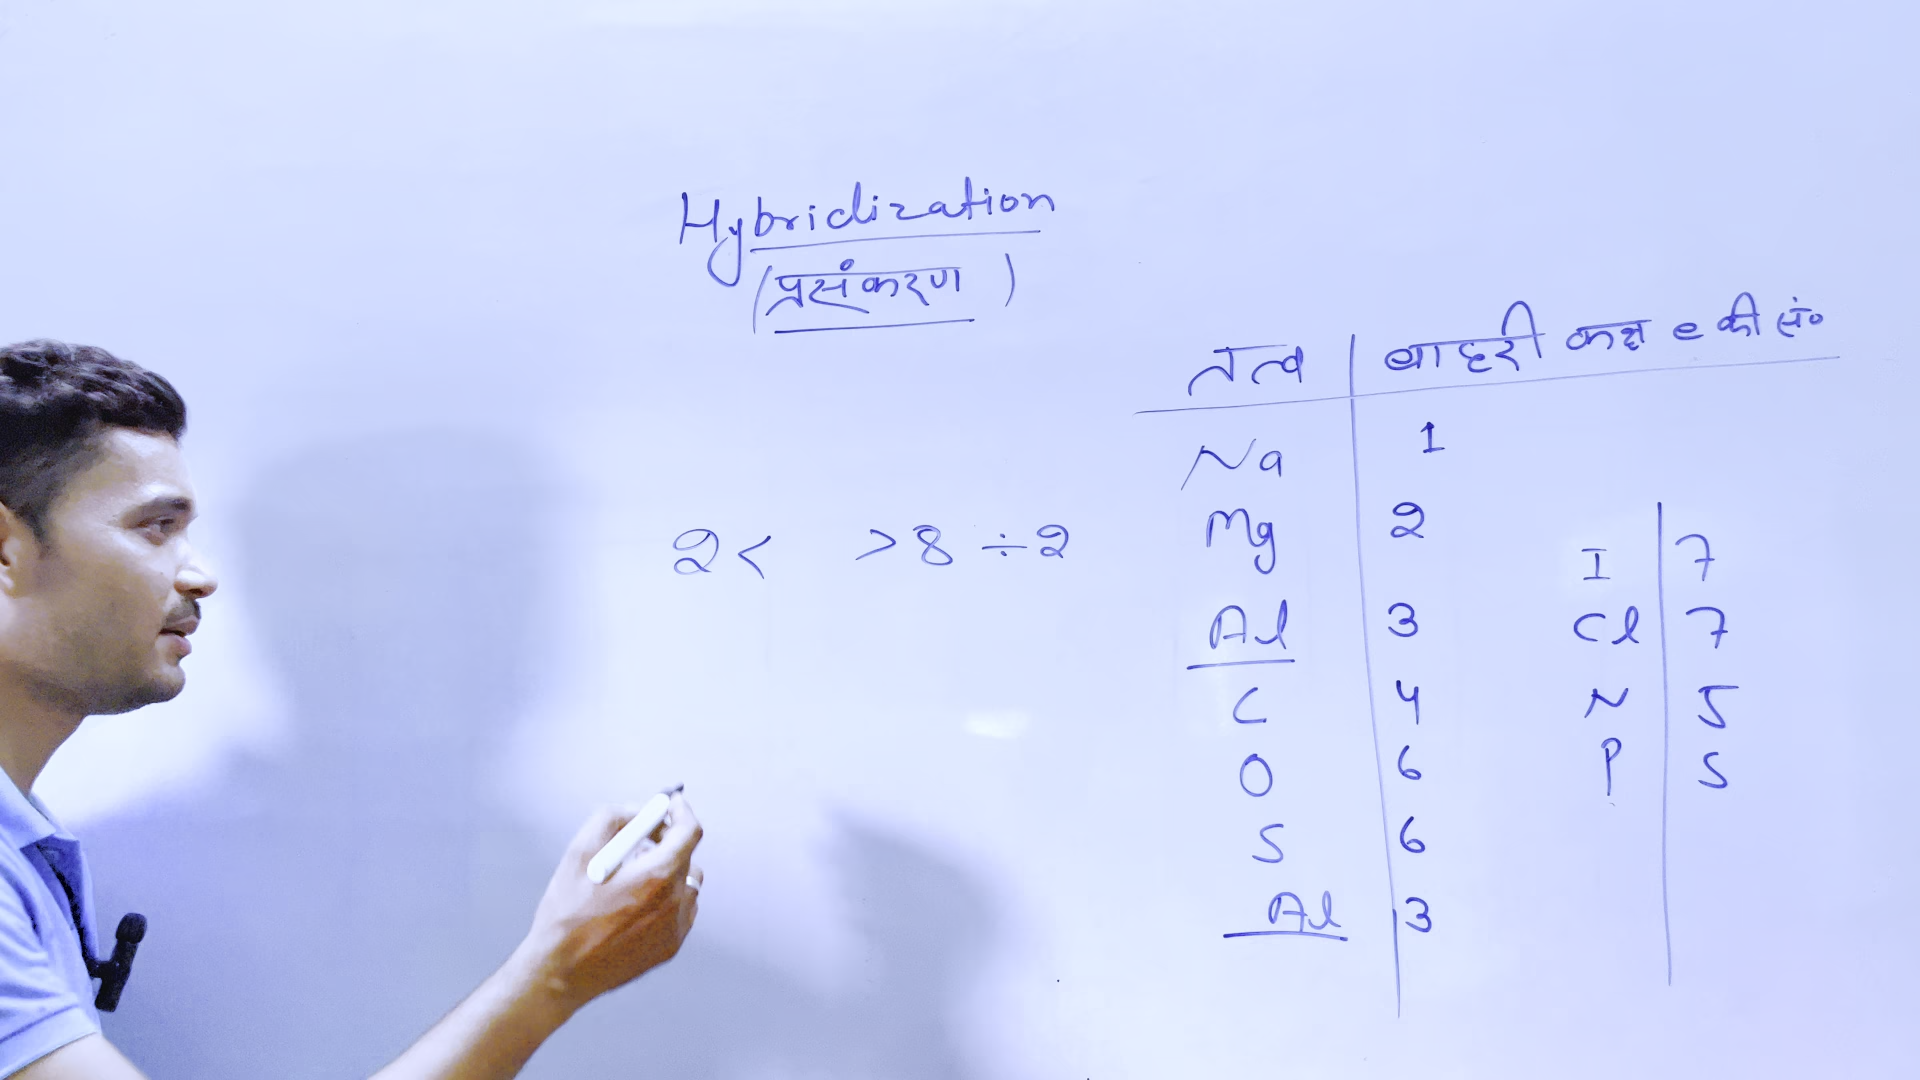 Hybridization
(प्रसंकरण)
2< >8 ÷2
तत्व | बाहरी कक्ष e की सं०
Na | 1
Mg | 2
Al | 3
C | 4
O | 6
S | 6
Al | 3
I | 7
Cl | 7
N | 5
P | 5